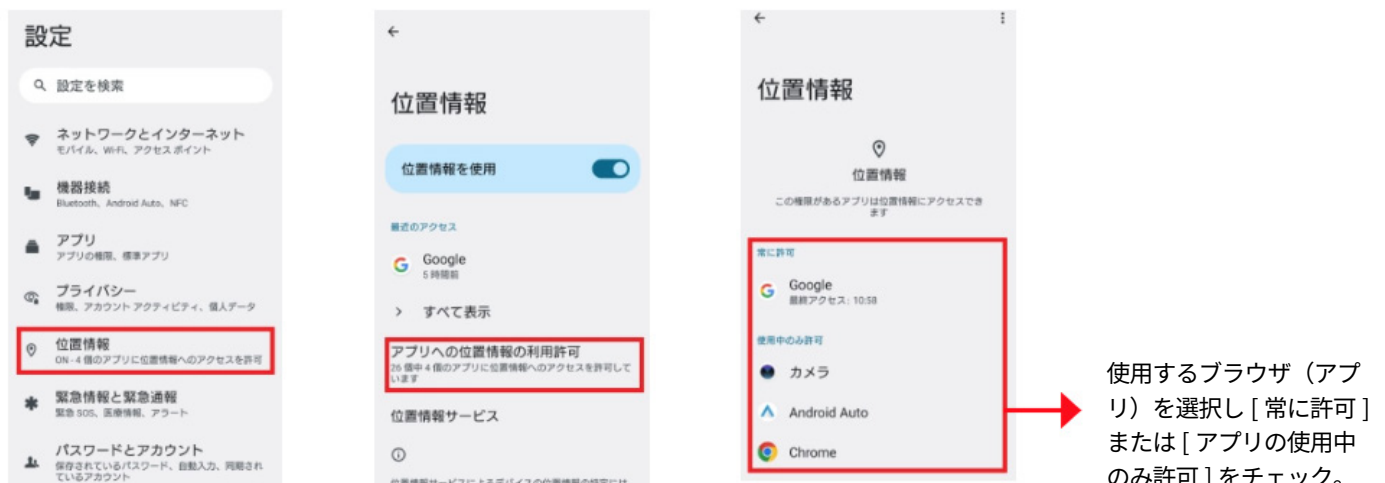 設定
設定を検索
ネットワークとインターネット
モバイル、Wi-Fi、アクセス ポイント
機器接続
Bluetooth、Android Auto、NFC
アプリ
アプリの権限、標準アプリ
プライバシー
権限、アカウント アクティビティ、個人データ
位置情報
ON - 4 個のアプリに位置情報へのアクセスを許可
緊急情報と緊急通報
緊急 SOS、医療情報、アラート
パスワードとアカウント
保存されているパスワード、自動入力、同期され
ているアカウント
位置情報
位置情報を使用
最近のアクセス
Google
5 時間前
すべて表示
アプリへの位置情報の利用許可
26 個中 4 個のアプリに位置情報へのアクセスを許可して
います
位置情報サービス
位置情報
位置情報
この権限があるアプリは位置情報にアクセスでき
ます
常に許可
Google
最終アクセス: 10:58
使用中のみ許可
カメラ
Android Auto
Chrome
使用するブラウザ（アプ
リ）を選択し [ 常に許可 ]
または [ アプリの使用中
のみ許可 ] をチェック。